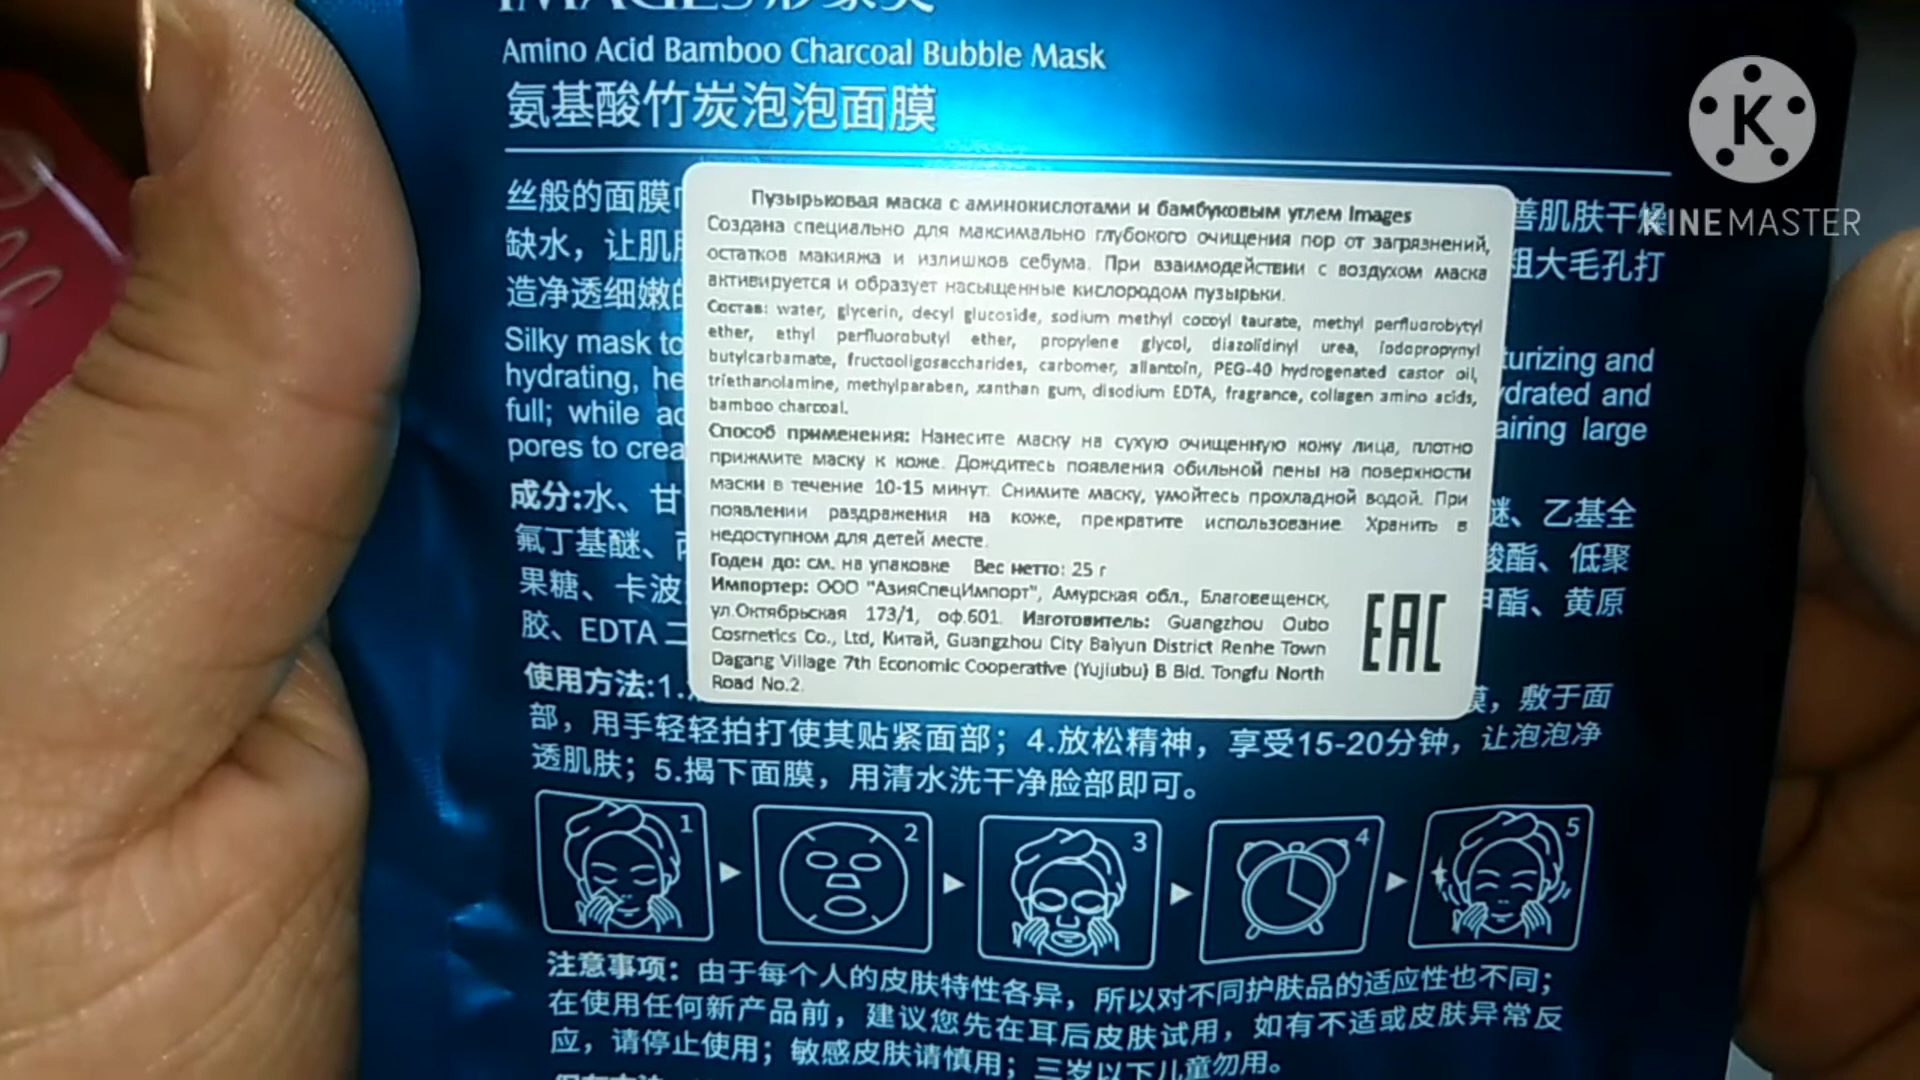 IMAGES形象美
Amino Acid Bamboo Charcoal Bubble Mask
氨基酸竹炭泡泡面膜
KINEMASTER
丝般的面膜
善肌肤干燥
缺水，让肌
粗大毛孔打
造净透细嫩
Silky mask to
turizing and
hydrating, he
ydrated and
full; while ad
airing large
pores to crea
成分:水、甘
醚、乙基全
氟丁基醚、丙
酸酯、低聚
果糖、卡波
甲酯、黄原
胶、EDTA 二
Пузырьковая маска с аминокислотами и бамбуковым углем Images
Создана специально для максимально глубокого очищения пор от загрязнений,
остатков макияжа и излишков себума. При взаимодействии с воздухом маска
активируется и образует насыщенные кислородом пузырьки.
Состав: water, glycerin, decyl glucoside, sodium methyl cocoyl taurate, methyl perfluorobytyl
ether, ethyl perfluorobutyl ether, propylene glycol, diazolidinyl urea, iodopropynyl
butylcarbamate, fructooligosaccharides, carbomer, allantoin, PEG-40 hydrogenated castor oil,
triethanolamine, methylparaben, xanthan gum, disodium EDTA, fragrance, collagen amino acids,
bamboo charcoal.
Способ применения: Нанесите маску на сухую очищенную кожу лица, плотно
прижмите маску к коже. Дождитесь появления обильной пены на поверхности
маски в течение 10-15 минут. Снимите маску, умойтесь прохладной водой. При
появлении раздражения на коже, прекратите использование. Хранить в
недоступном для детей месте.
Годен до: см. на упаковке Вес нетто: 25 г
Импортер: ООО "АзияСпецИмпорт", Амурская обл., Благовещенск,
ул.Октябрьская 173/1, оф.601. Изготовитель: Guangzhou Oubo
Cosmetics Co., Ltd, Китай, Guangzhou City Baiyun District Renhe Town
Dagang Village 7th Economic Cooperative (Yujiubu) B Bld. Tongfu North
Road No.2.
EAC
使用方法:1.
膜，敷于面
部，用手轻轻拍打使其贴紧面部；4.放松精神，享受15-20分钟，让泡泡净
透肌肤；5.揭下面膜，用清水洗干净脸部即可。
1 2 3 4 5
注意事项：由于每个人的皮肤特性各异，所以对不同护肤品的适应性也不同；
在使用任何新产品前，建议您先在耳后皮肤试用，如有不适或皮肤异常反
应，请停止使用；敏感皮肤请慎用；三岁以下儿童勿用。